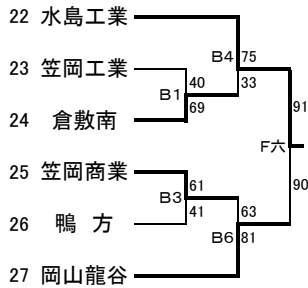 22 水島工業
B4 75
23 笠岡工業
40 33
B1
69
24 倉敷南
91
F六
25 笠岡商業
61 90
B3
41 63
26 鴨 方
B6 81
27 岡山龍谷